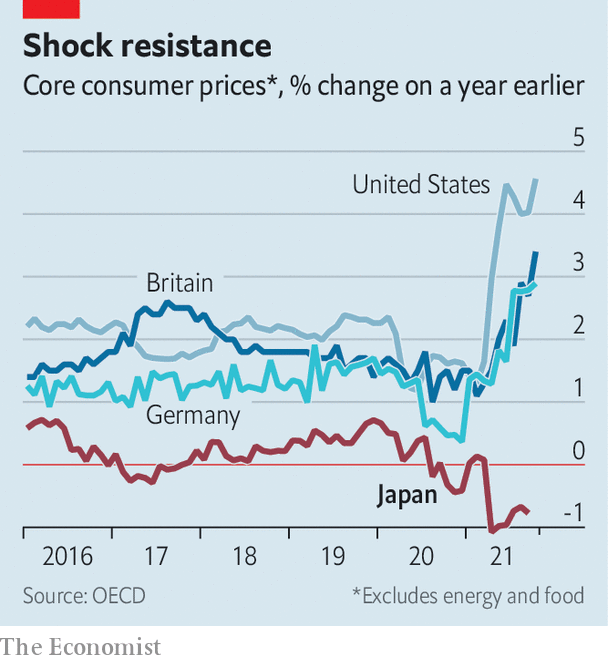 Shock resistance
Core consumer prices*, % change on a year earlier
5
United States
4
3
Britain
2
1
Germany
0
Japan
-1
2016 17 18 19 20 21
Source: OECD *Excludes energy and food
The Economist